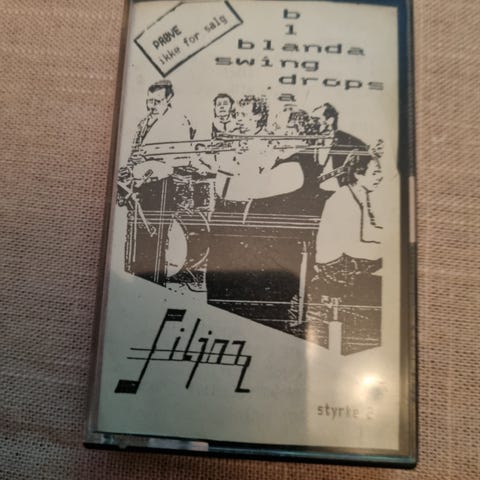 PRØVE
ikke for salg
b
l
blanda
swing
drops
a
filjazz
styrke 2